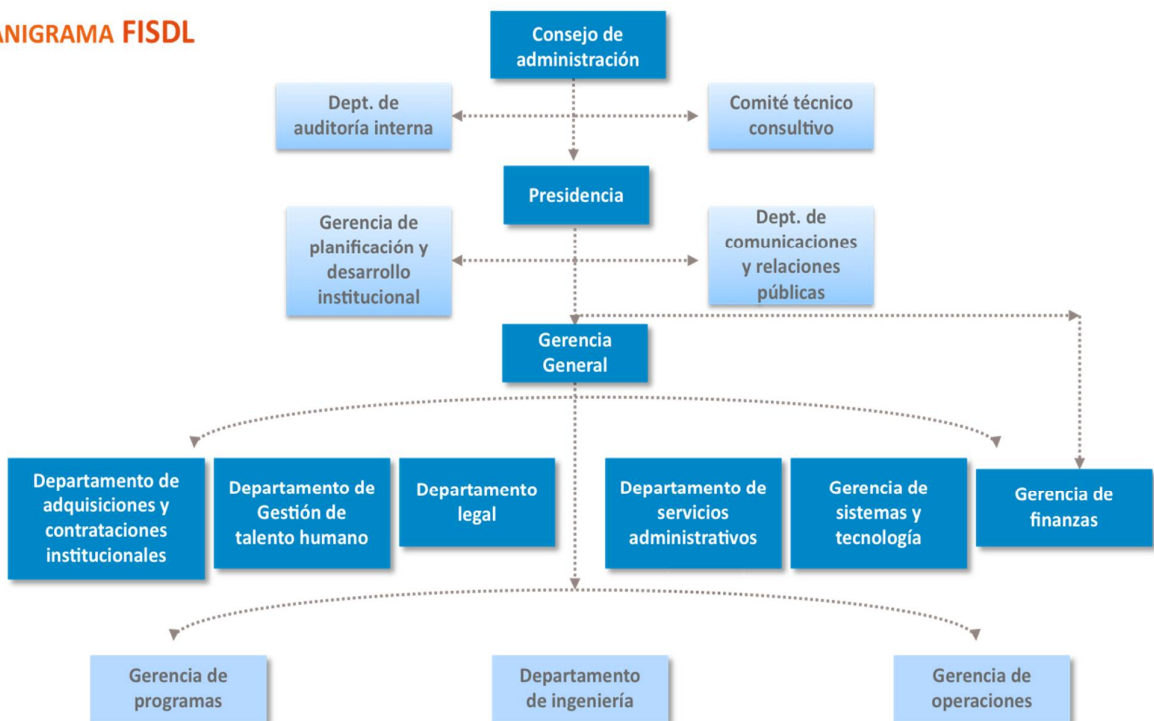 ANIGRAMA FISDL
Consejo de
administración
Dept. de
auditoría interna
Comité técnico
consultivo
Presidencia
Gerencia de
planificación y
desarrollo
institucional
Dept. de
comunicaciones
y relaciones
públicas
Gerencia
General
Departamento de
adquisiciones y
contrataciones
institucionales
Departamento de
Gestión de
talento humano
Departamento
legal
Departamento de
servicios
administrativos
Gerencia de
sistemas y
tecnología
Gerencia de
finanzas
Gerencia de
programas
Departamento
de ingeniería
Gerencia de
operaciones